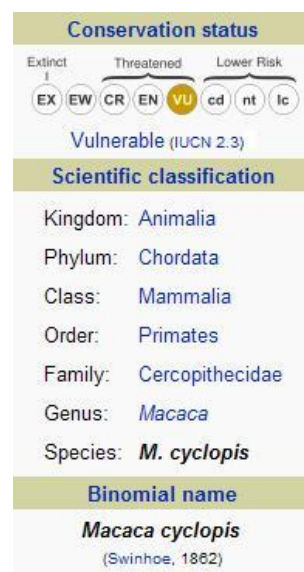 Conservation status
Extinct Threatened Lower Risk
EX EW CR EN VU cd nt lc
Vulnerable (IUCN 2.3)
Scientific classification
Kingdom: Animalia
Phylum: Chordata
Class: Mammalia
Order: Primates
Family: Cercopithecidae
Genus: Macaca
Species: M. cyclopis
Binomial name
Macaca cyclopis
(Swinhoe, 1862)